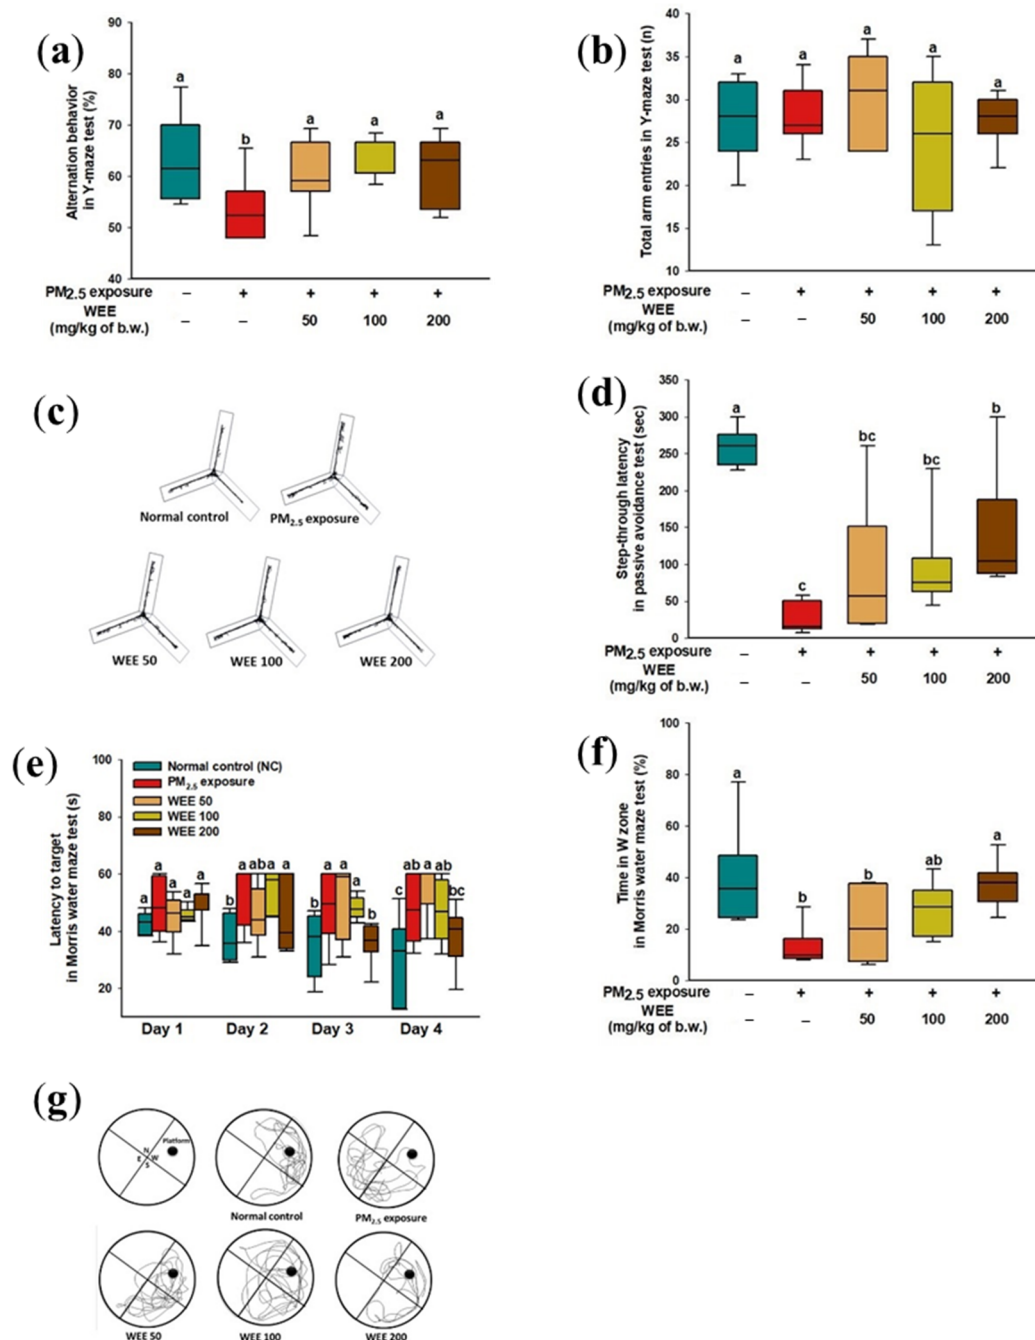 (a)
Alternation behavior
in Y-maze test (%)
90
80
70
60
50
40
a
b
a
a
a
PM2.5 exposure – + + + +
WEE
(mg/kg of b.w.) – – 50 100 200
(b)
Total arm entries in Y-maze test (n)
40
35
30
25
20
15
10
a
a
a
a
a
PM2.5 exposure – + + + +
WEE
(mg/kg of b.w.) – – 50 100 200
(c)
Normal control
PM2.5 exposure
WEE 50
WEE 100
WEE 200
(d)
Step-through latency
in passive avoidance test (sec)
350
300
250
200
150
100
50
0
a
c
bc
bc
b
PM2.5 exposure – + + + +
WEE
(mg/kg of b.w.) – – 50 100 200
(e)
Latency to target
in Morris water maze test (s)
100
80
60
40
20
Normal control (NC)
PM2.5 exposure
WEE 50
WEE 100
WEE 200
a a a a a
b a ab a a
b a a a b
c ab a ab bc
Day 1 Day 2 Day 3 Day 4
(f)
Time in W zone
in Morris water maze test (%)
100
80
60
40
20
0
a
b
b
ab
a
PM2.5 exposure – + + + +
WEE
(mg/kg of b.w.) – – 50 100 200
(g)
Platform
N
E W
S
Normal control
PM2.5 exposure
WEE 50
WEE 100
WEE 200